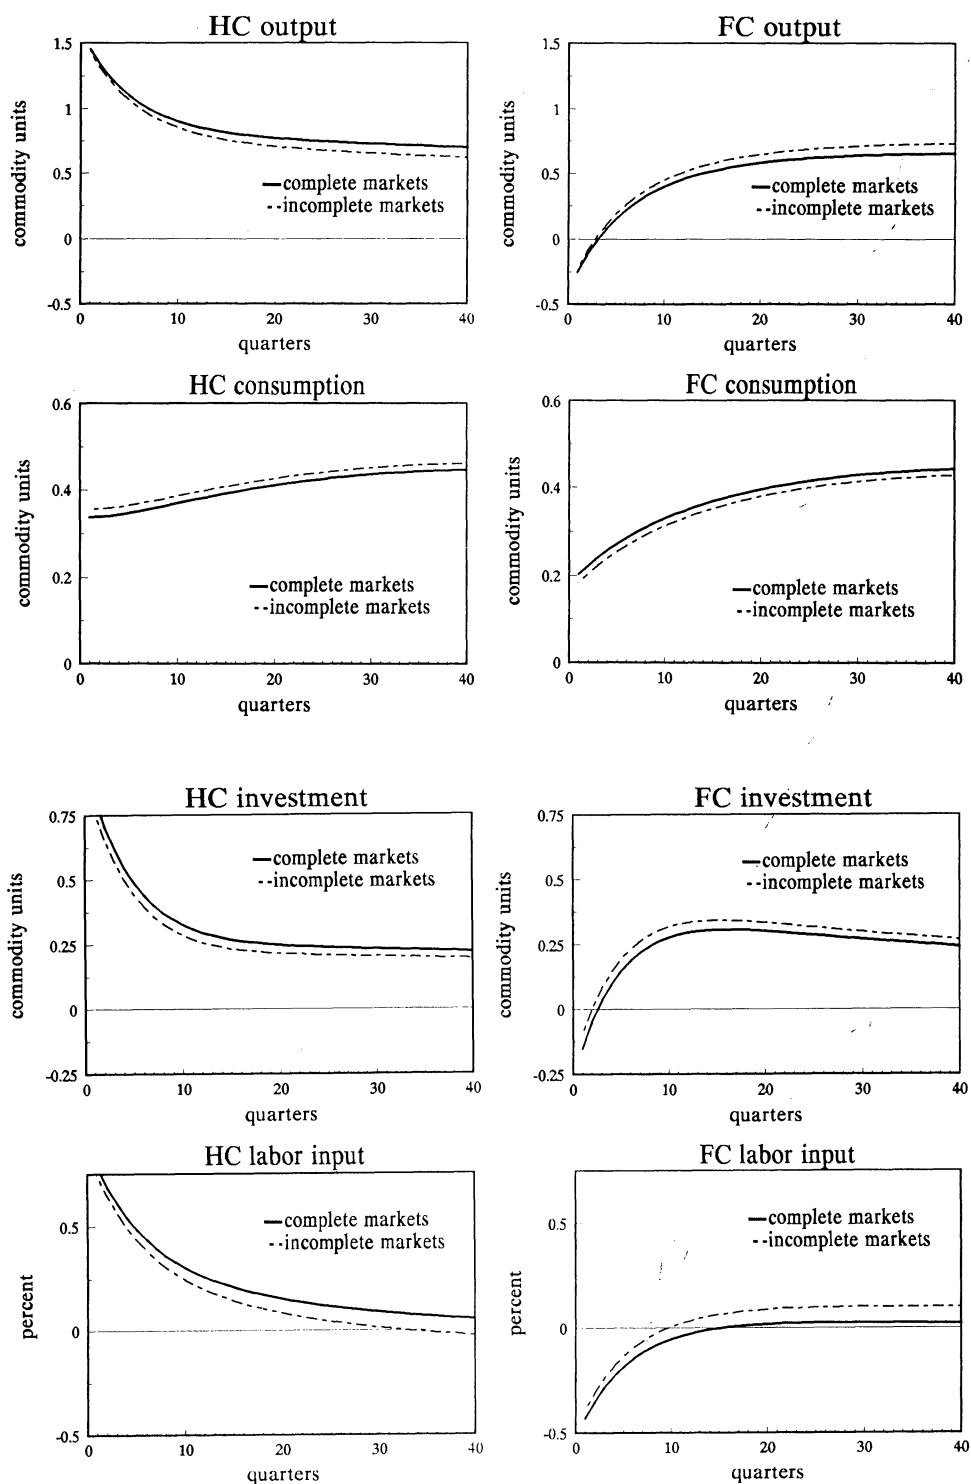 HC output
1.5
1
0.5
0
-0.5
commodity units
complete markets
incomplete markets
0 10 20 30 40
quarters
FC output
1.5
1
0.5
0
-0.5
commodity units
complete markets
incomplete markets
0 10 20 30 40
quarters
HC consumption
0.6
0.4
0.2
0
commodity units
complete markets
incomplete markets
0 10 20 30 40
quarters
FC consumption
0.6
0.4
0.2
0
commodity units
complete markets
incomplete markets
0 10 20 30 40
quarters
HC investment
0.75
0.5
0.25
0
-0.25
commodity units
complete markets
incomplete markets
0 10 20 30 40
quarters
FC investment
0.75
0.5
0.25
0
-0.25
commodity units
complete markets
incomplete markets
0 10 20 30 40
quarters
HC labor input
0.5
0
-0.5
percent
complete markets
incomplete markets
0 10 20 30 40
quarters
FC labor input
0.5
0
-0.5
percent
complete markets
incomplete markets
0 10 20 30 40
quarters